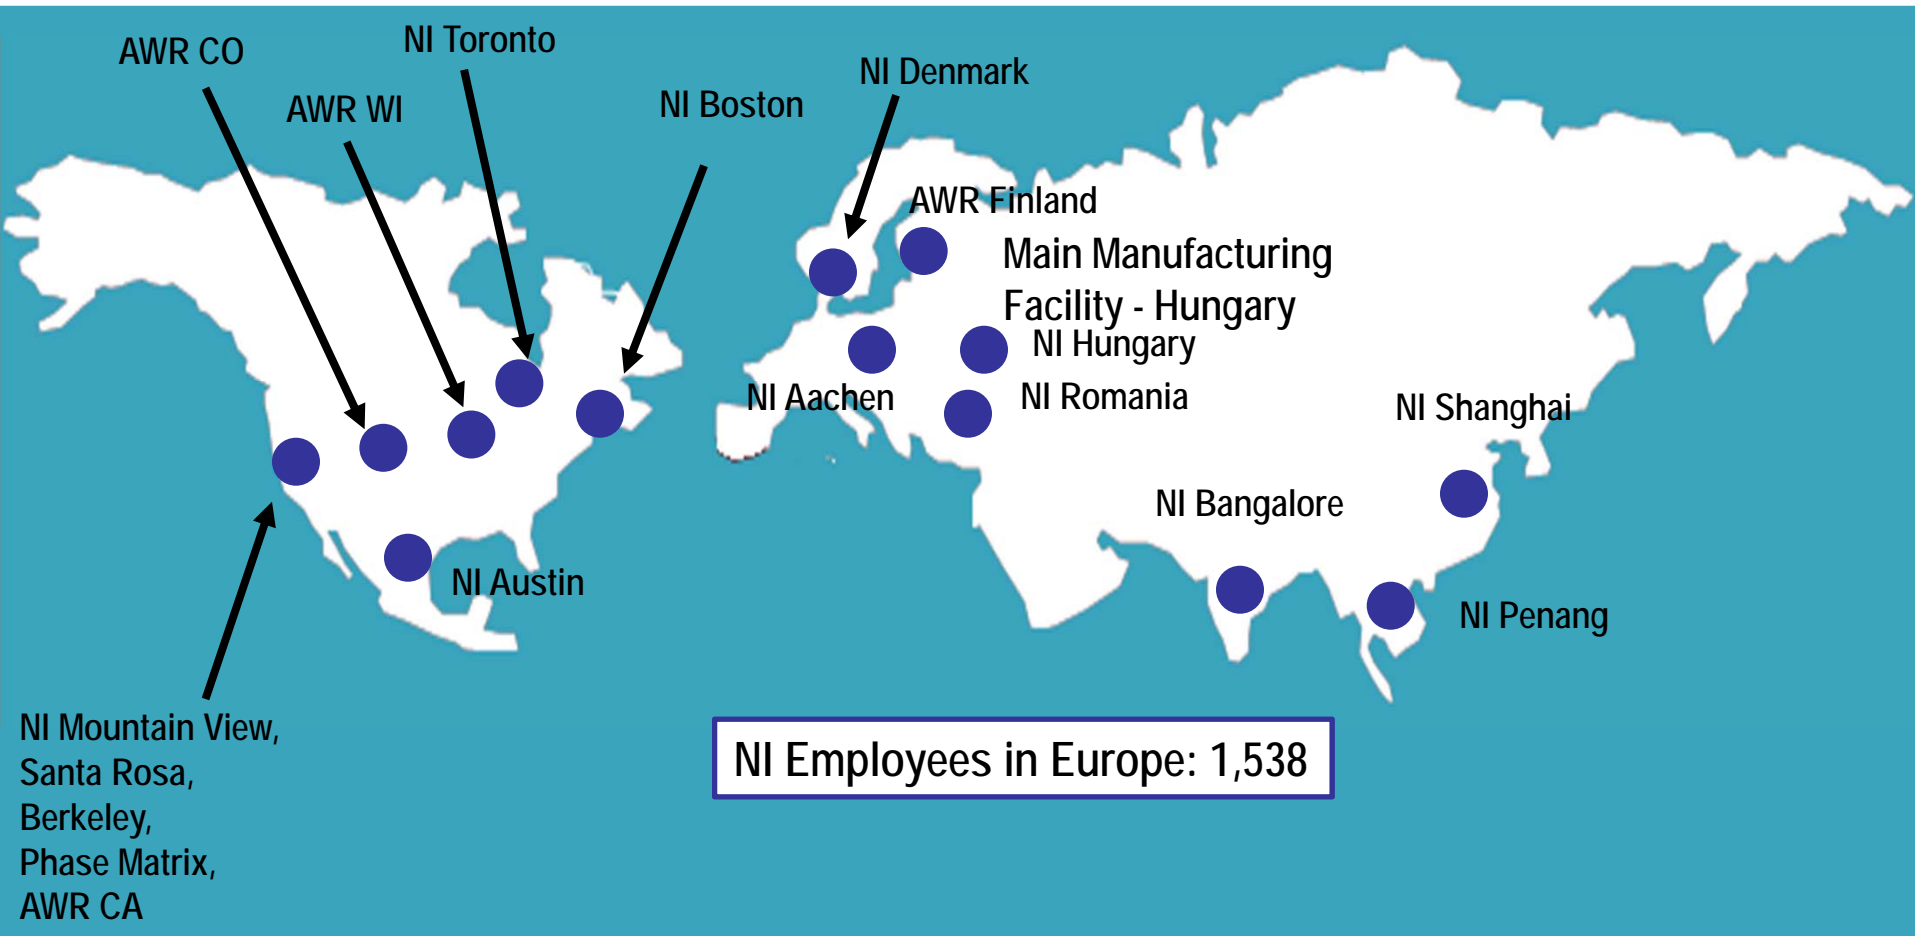 AWR CO
NI Toronto
AWR WI
NI Boston
NI Denmark
AWR Finland
Main Manufacturing
Facility - Hungary
NI Hungary
NI Aachen
NI Romania
NI Shanghai
NI Bangalore
NI Austin
NI Penang
NI Mountain View,
Santa Rosa,
Berkeley,
Phase Matrix,
AWR CA
NI Employees in Europe: 1,538